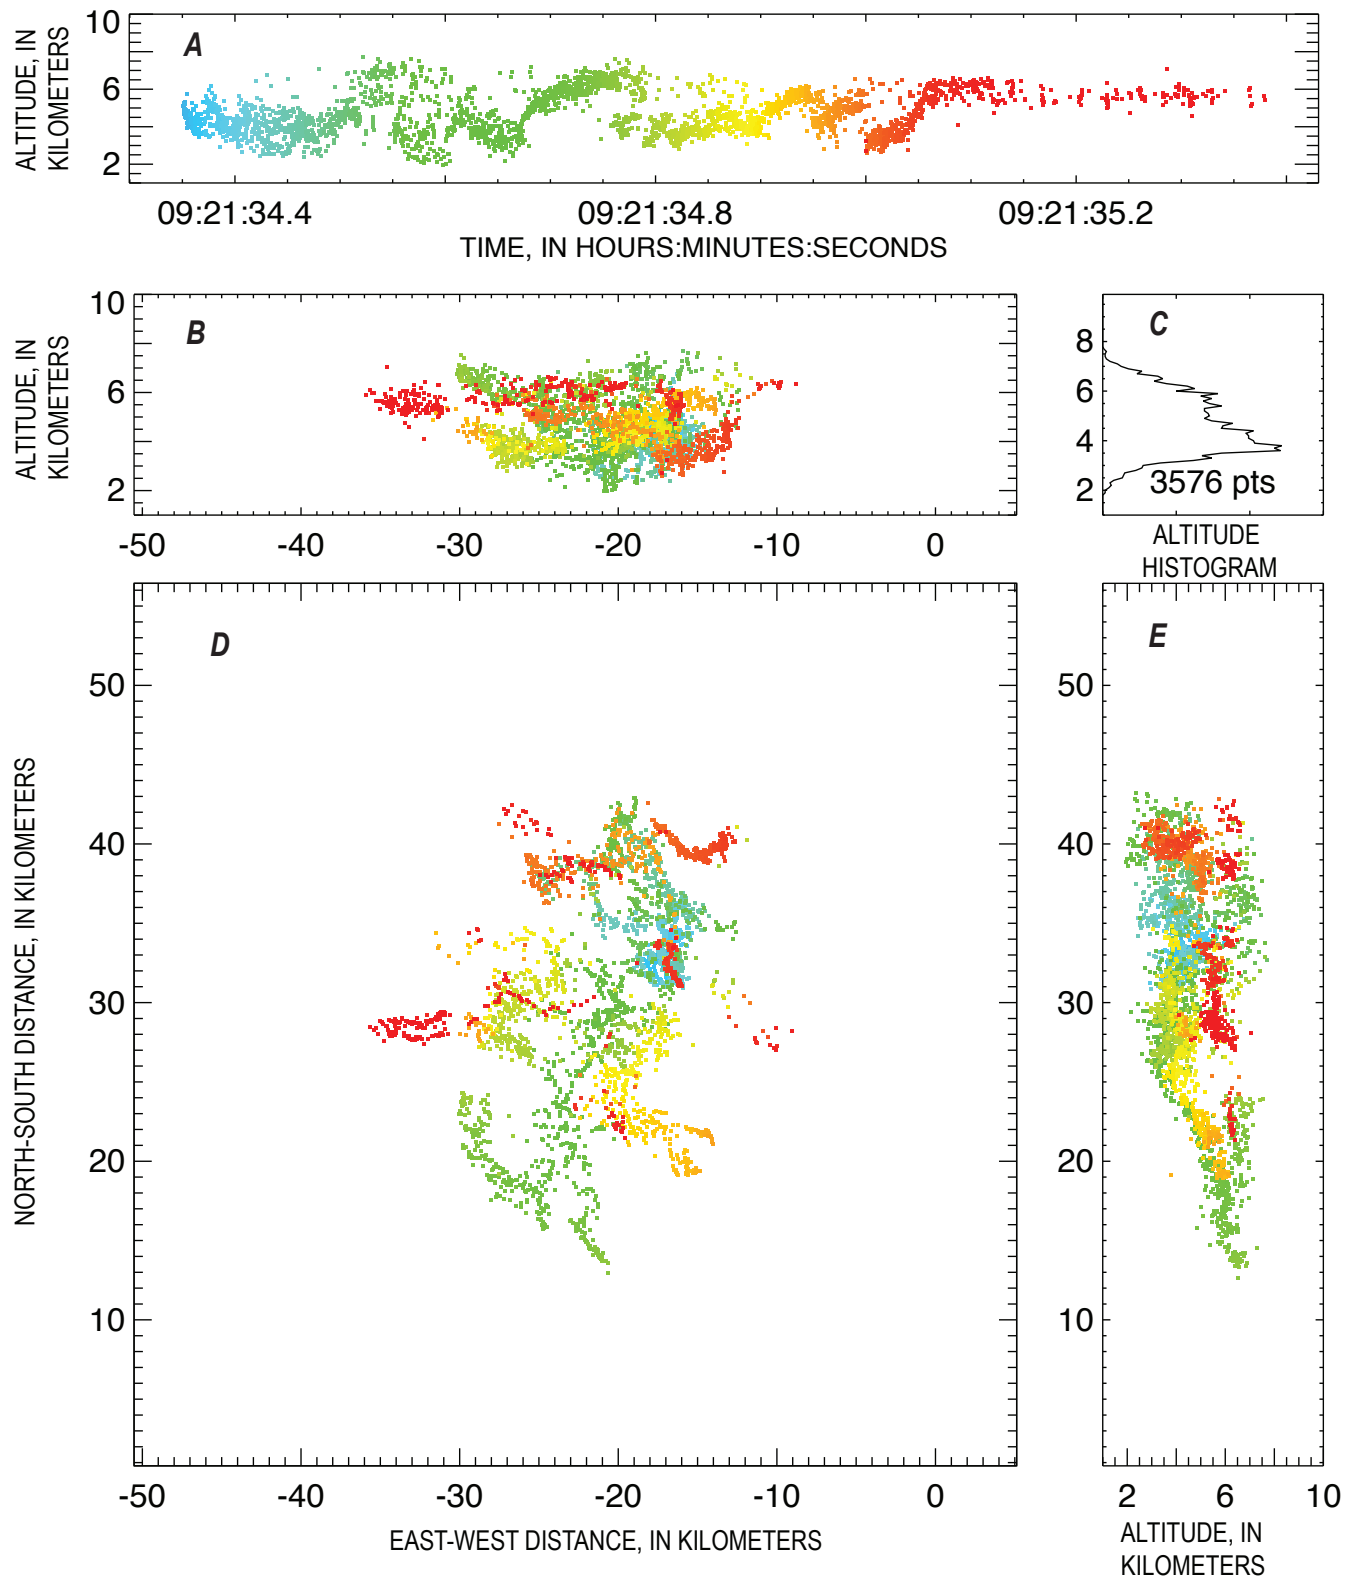 ALTITUDE, IN
KILOMETERS
10
6
2
A
09:21:34.4 09:21:34.8 09:21:35.2
TIME, IN HOURS:MINUTES:SECONDS
ALTITUDE, IN
KILOMETERS
10
6
2
B
-50 -40 -30 -20 -10 0
8
6
4
2
C
3576 pts
ALTITUDE
HISTOGRAM
NORTH-SOUTH DISTANCE, IN KILOMETERS
50
40
30
20
10
D
-50 -40 -30 -20 -10 0
EAST-WEST DISTANCE, IN KILOMETERS
50
40
30
20
10
E
2 6 10
ALTITUDE, IN
KILOMETERS